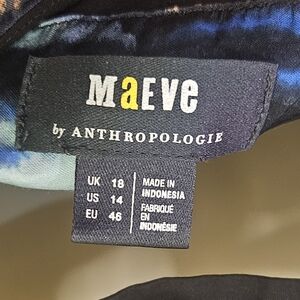 MaEVe
by ANTHROPOLOGIE
UK 18
US 14
EU 46
MADE IN
INDONESIA
FABRIQUÉ
EN
INDONÉSIE